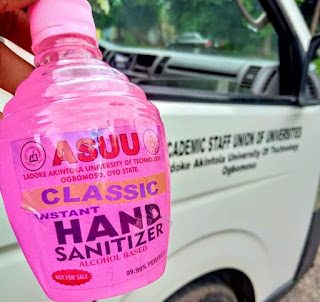 ASUU
LADOKE AKINTOLA UNIVERSITY OF TECHNOLOGY
OGBOMOSO, OYO STATE.
CLASSIC
INSTANT
HAND
SANITIZER
ALCOHOL BASED
NOT FOR SALE
99.99% PERFECT
ACADEMIC STAFF UNION OF UNIVERSITIES
Ladoke Akintola University Of Technology
Ogbomoso